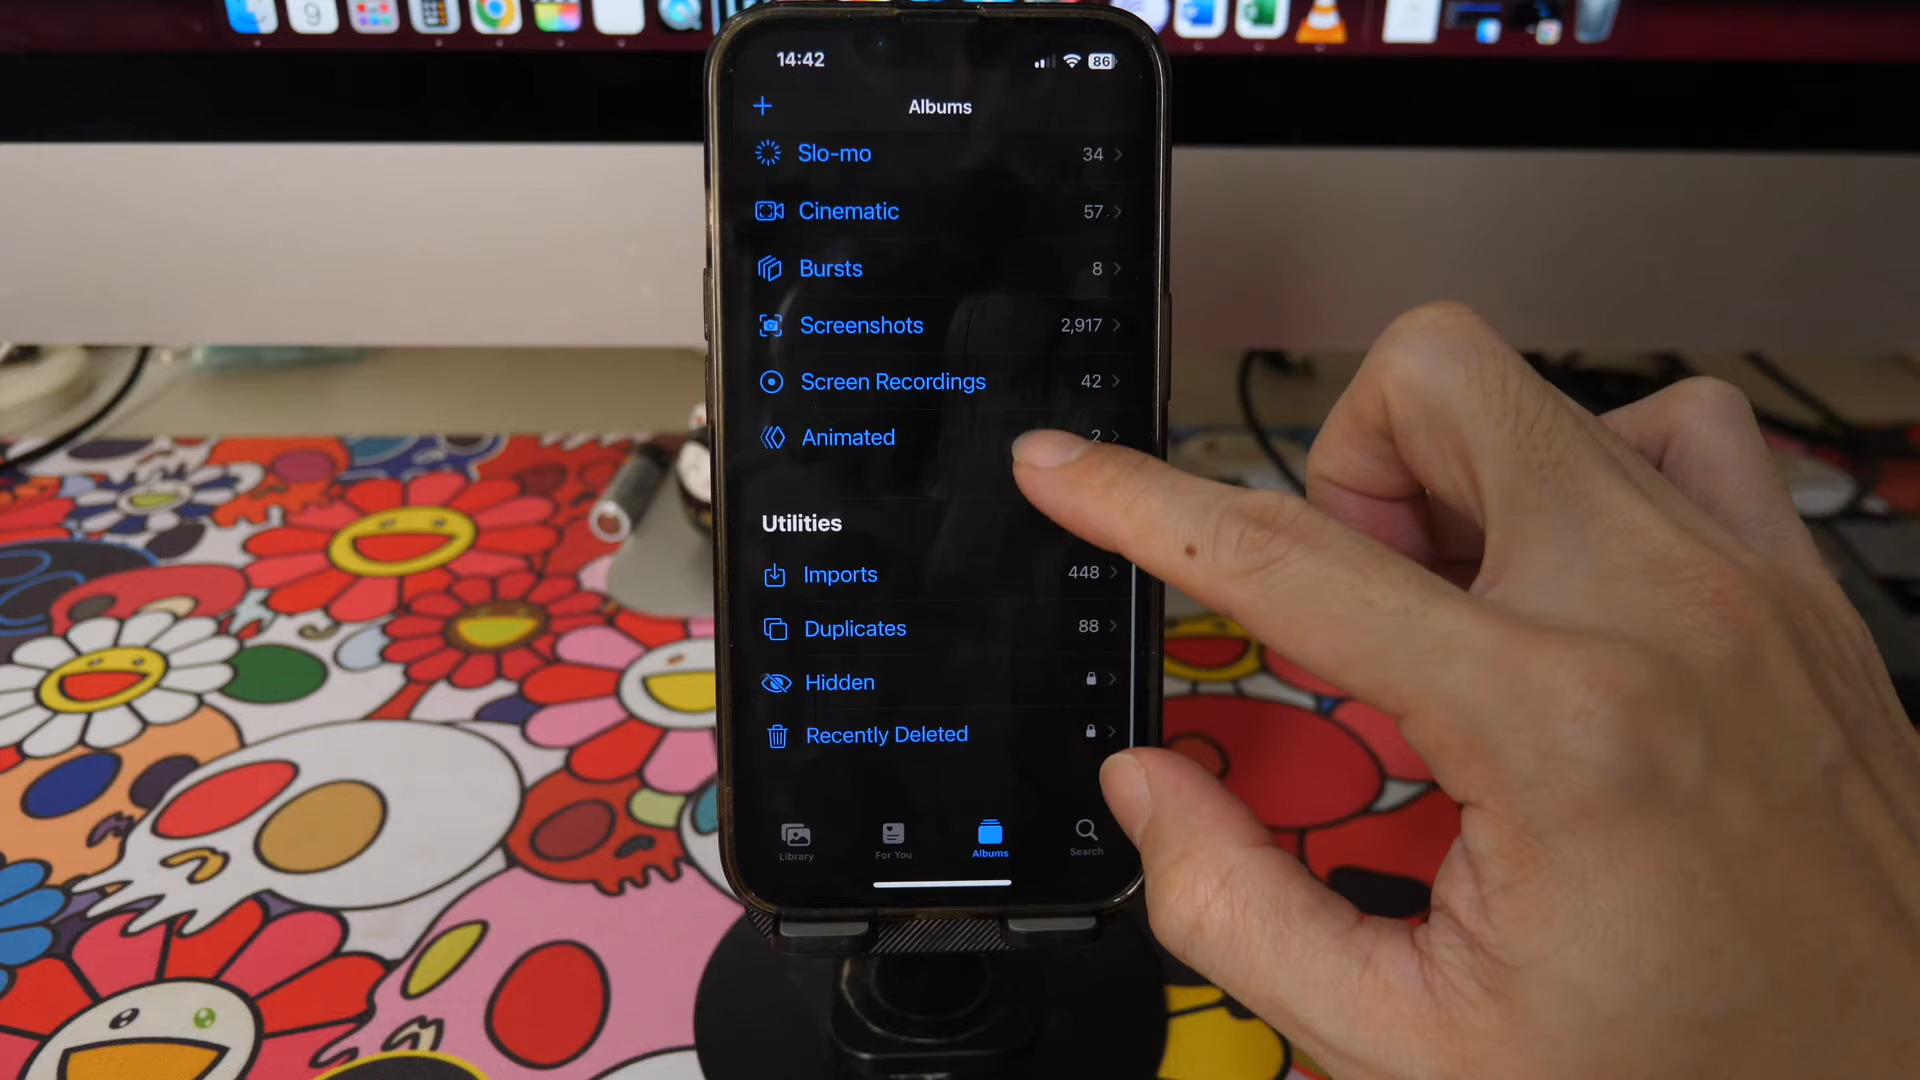 9
14:42
86
+ Albums
Slo-mo 34
Cinematic 57
Bursts 8
Screenshots 2,917
Screen Recordings 42
Animated 2
Utilities
Imports 448
Duplicates 88
Hidden
Recently Deleted
Library For You Albums Search